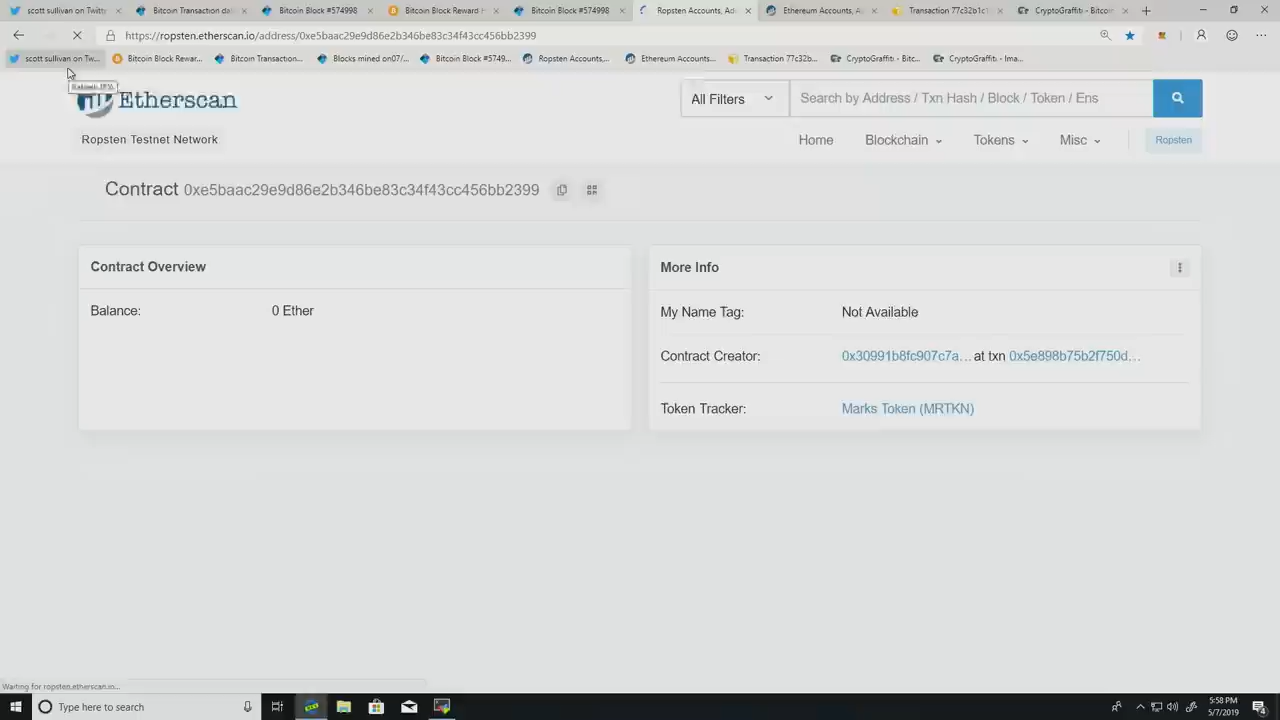 scott sullivan on Twitt
Bitcoin Transaction dat
Bitcoin Block #574998
Bitcoin Block Reward H
Bitcoin Block #574998
Ropsten Accounts, Ad
Ethereum Accounts, A
Transaction 77c32b1c
CryptoGraffiti - Bitcoi
https://ropsten.etherscan.io/address/0xe5baac29e9d86e2b346be83c34f43cc456bb2399
scott sullivan on Tw...
Bitcoin Block Rewar...
Bitcoin Transaction...
Blocks mined on07/...
Bitcoin Block #5749...
Ropsten Accounts,...
Ethereum Accounts...
Transaction 77c32b...
CryptoGraffiti - Bitc...
CryptoGraffiti - Ima...
Etherscan
All Filters
Search by Address / Txn Hash / Block / Token / Ens
Ropsten Testnet Network
Home
Blockchain
Tokens
Misc
Ropsten
Contract 0xe5baac29e9d86e2b346be83c34f43cc456bb2399
Contract Overview
Balance: 0 Ether
More Info
My Name Tag: Not Available
Contract Creator: 0x30991b8fc907c7a... at txn 0x5e898b75b2f750d...
Token Tracker: Marks Token (MRTKN)
Waiting for ropsten.etherscan.io...
Type here to search
5:58 PM
5/7/2019